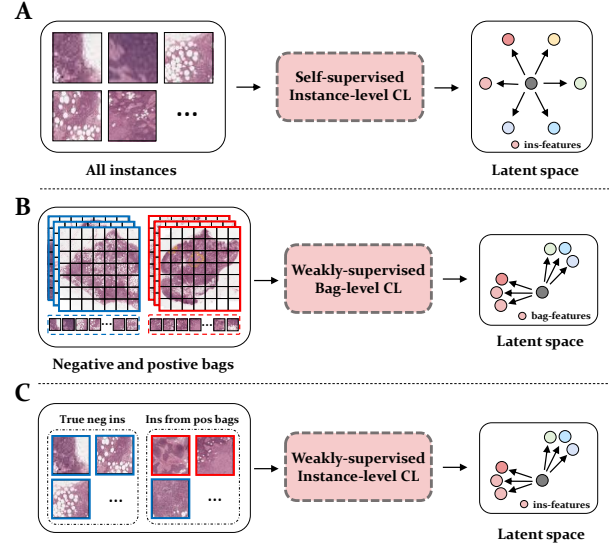 A
Self-supervised
Instance-level CL
...
ins-features
All instances
Latent space
B
Weakly-supervised
Bag-level CL
bag-features
Negative and postive bags
Latent space
C
True neg ins
Ins from pos bags
Weakly-supervised
Instance-level CL
...
...
ins-features
Latent space